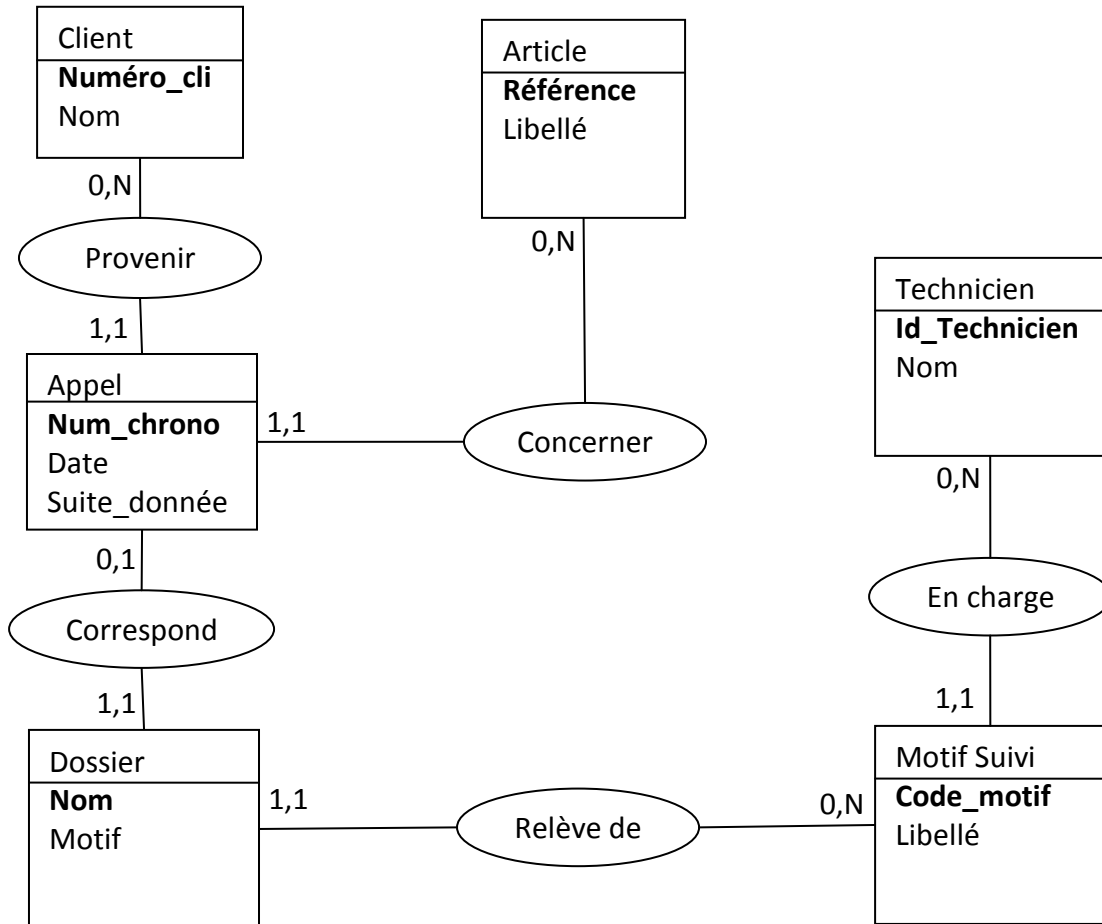 Client
Numéro_cli
Nom
Article
Référence
Libellé
0,N
0,N
Provenir
Technicien
Id_Technicien
Nom
1,1
Appel
Num_chrono
Date
Suite_donnée
1,1
Concerner
0,N
0,1
En charge
Correspond
1,1
1,1
Dossier
Nom
Motif
1,1
Relève de
0,N
Motif Suivi
Code_motif
Libellé